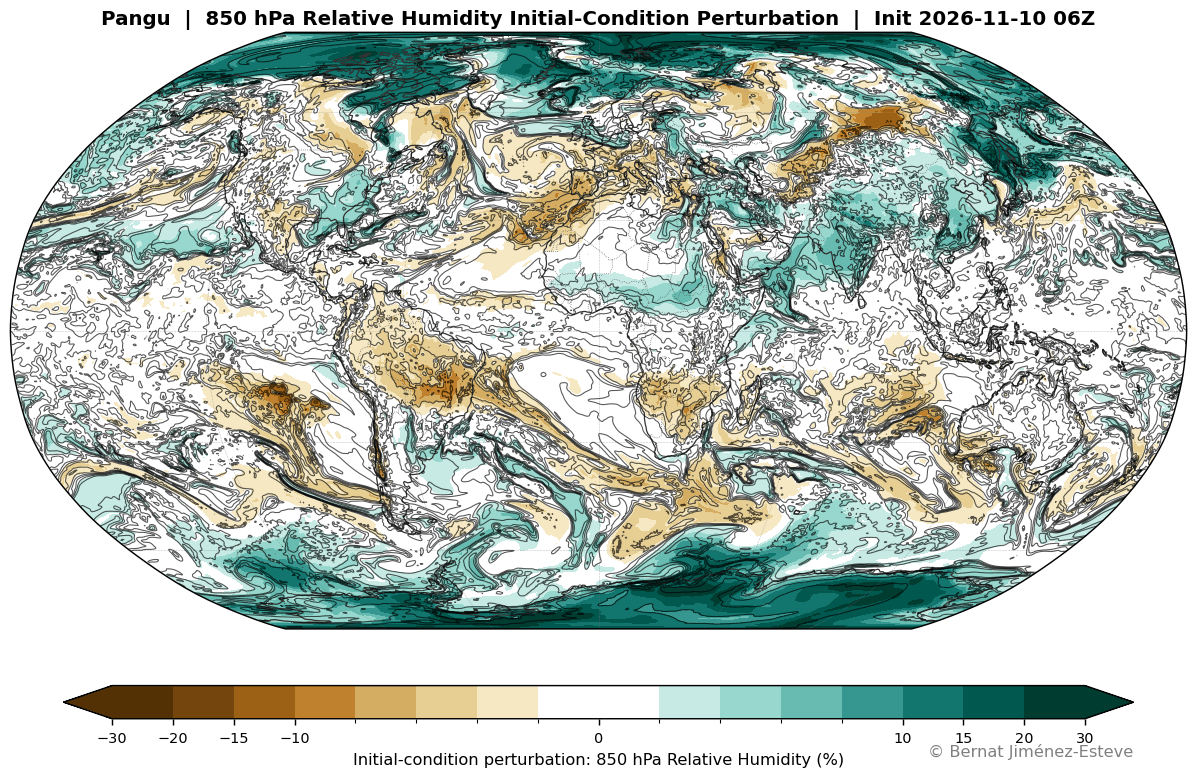 Pangu | 850 hPa Relative Humidity Initial-Condition Perturbation | Init 2026-11-10 06Z
−30 −20 −15 −10 0 10 15 20 30
Initial-condition perturbation: 850 hPa Relative Humidity (%)
© Bernat Jiménez-Esteve